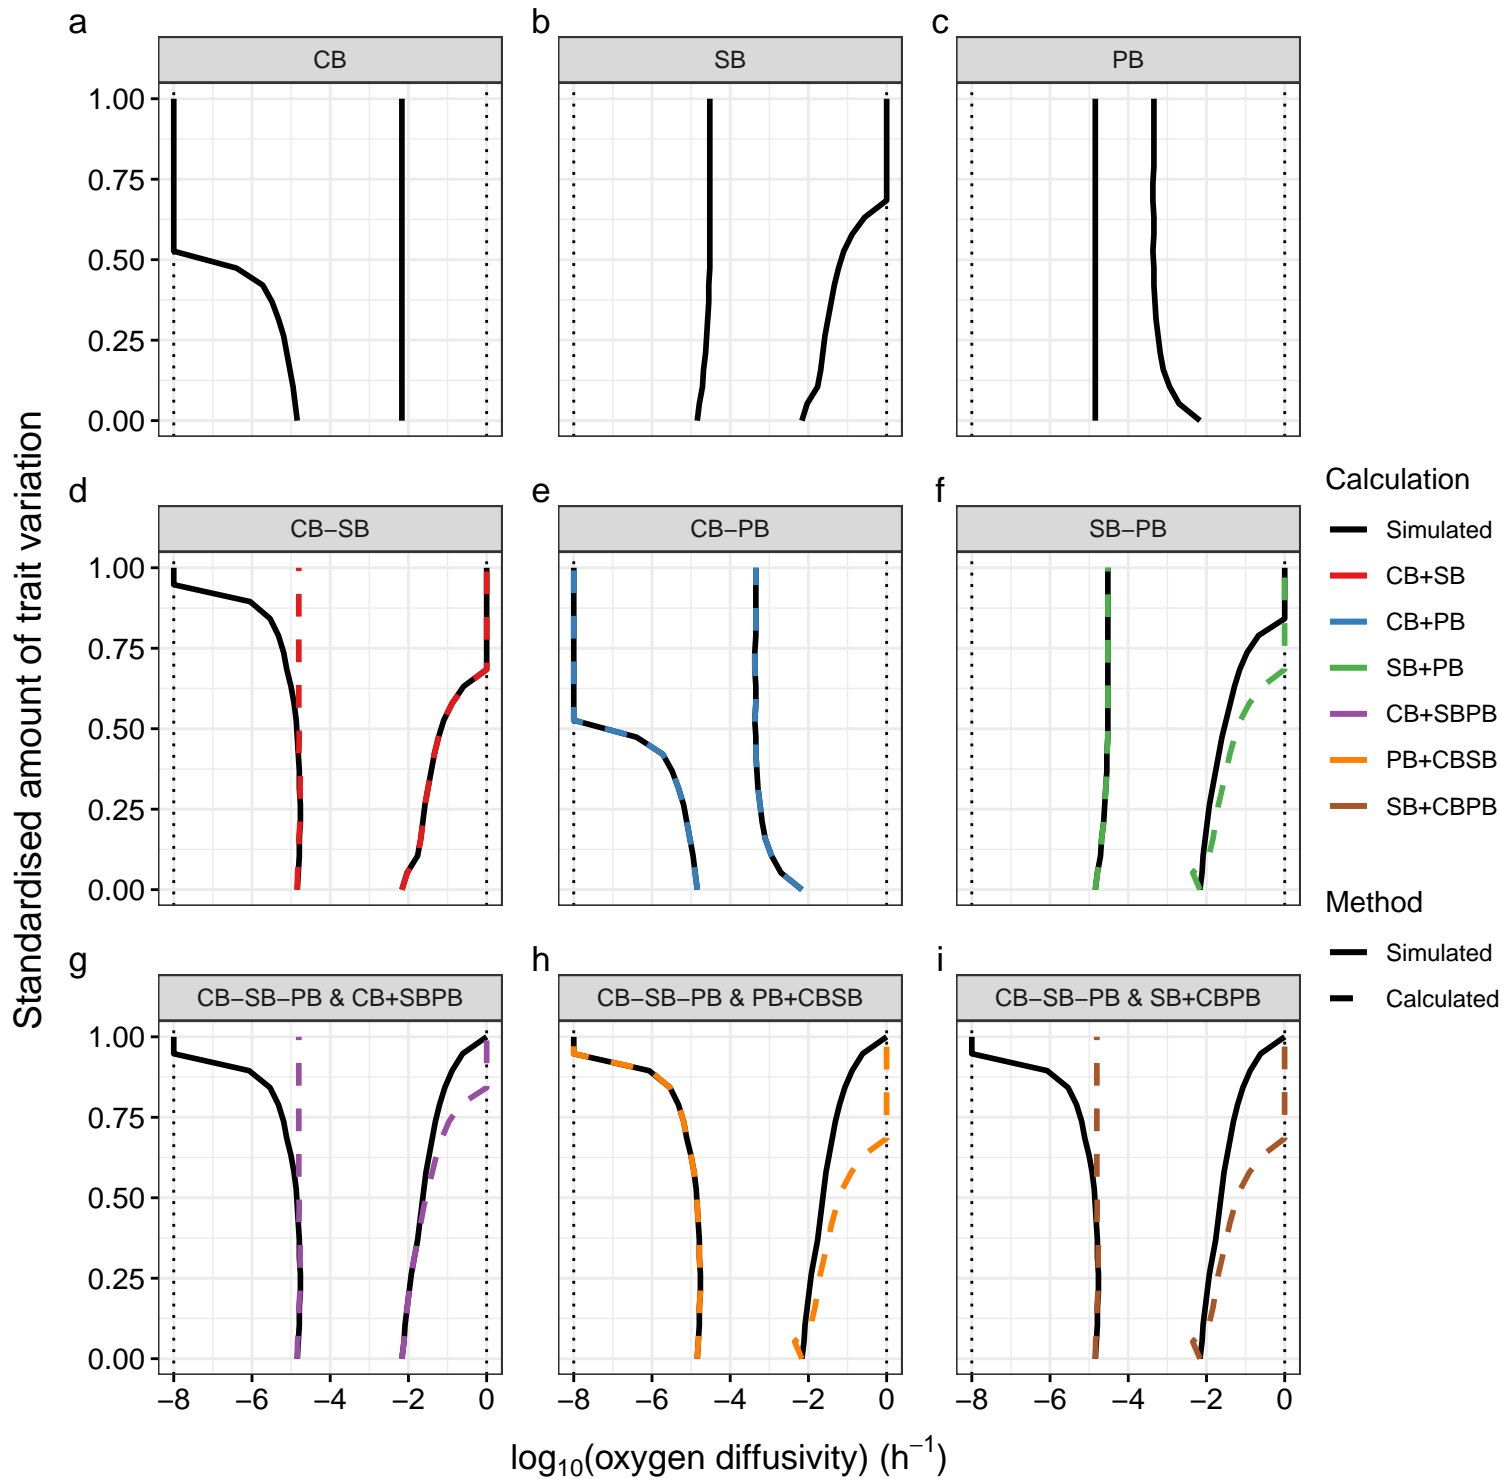 a
b
c
CB
SB
PB
1.00
0.75
0.50
0.25
0.00
d
e
f
CB−SB
CB−PB
SB−PB
1.00
0.75
0.50
0.25
0.00
g
h
i
CB−SB−PB & CB+SBPB
CB−SB−PB & PB+CBSB
CB−SB−PB & SB+CBPB
1.00
0.75
0.50
0.25
0.00
−8 −6 −4 −2 0
−8 −6 −4 −2 0
−8 −6 −4 −2 0
log10(oxygen diffusivity) (h−1)
Standardised amount of trait variation
Calculation
Simulated
CB+SB
CB+PB
SB+PB
CB+SBPB
PB+CBSB
SB+CBPB
Method
Simulated
Calculated